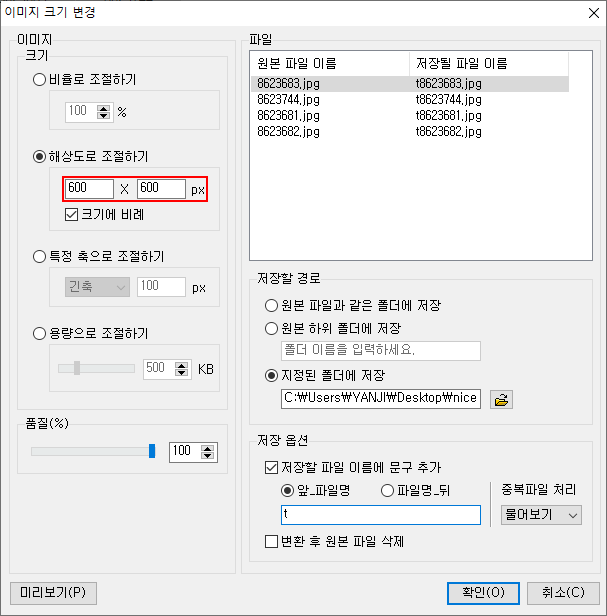 이미지 크기 변경
이미지
크기
비율로 조절하기
100 %
해상도로 조절하기
600 X 600 px
크기에 비례
특정 축으로 조절하기
긴축 100 px
용량으로 조절하기
500 KB
품질(%)
100
파일
원본 파일 이름 저장될 파일 이름
8623683.jpg t8623683.jpg
8623744.jpg t8623744.jpg
8623681.jpg t8623681.jpg
8623682.jpg t8623682.jpg
저장할 경로
원본 파일과 같은 폴더에 저장
원본 하위 폴더에 저장
폴더 이름을 입력하세요.
지정된 폴더에 저장
C:₩Users₩YANJI₩Desktop₩nice
저장 옵션
저장할 파일 이름에 문구 추가
앞_파일명 파일명_뒤 중복파일 처리
t 물어보기
변환 후 원본 파일 삭제
미리보기(P) 확인(O) 취소(C)